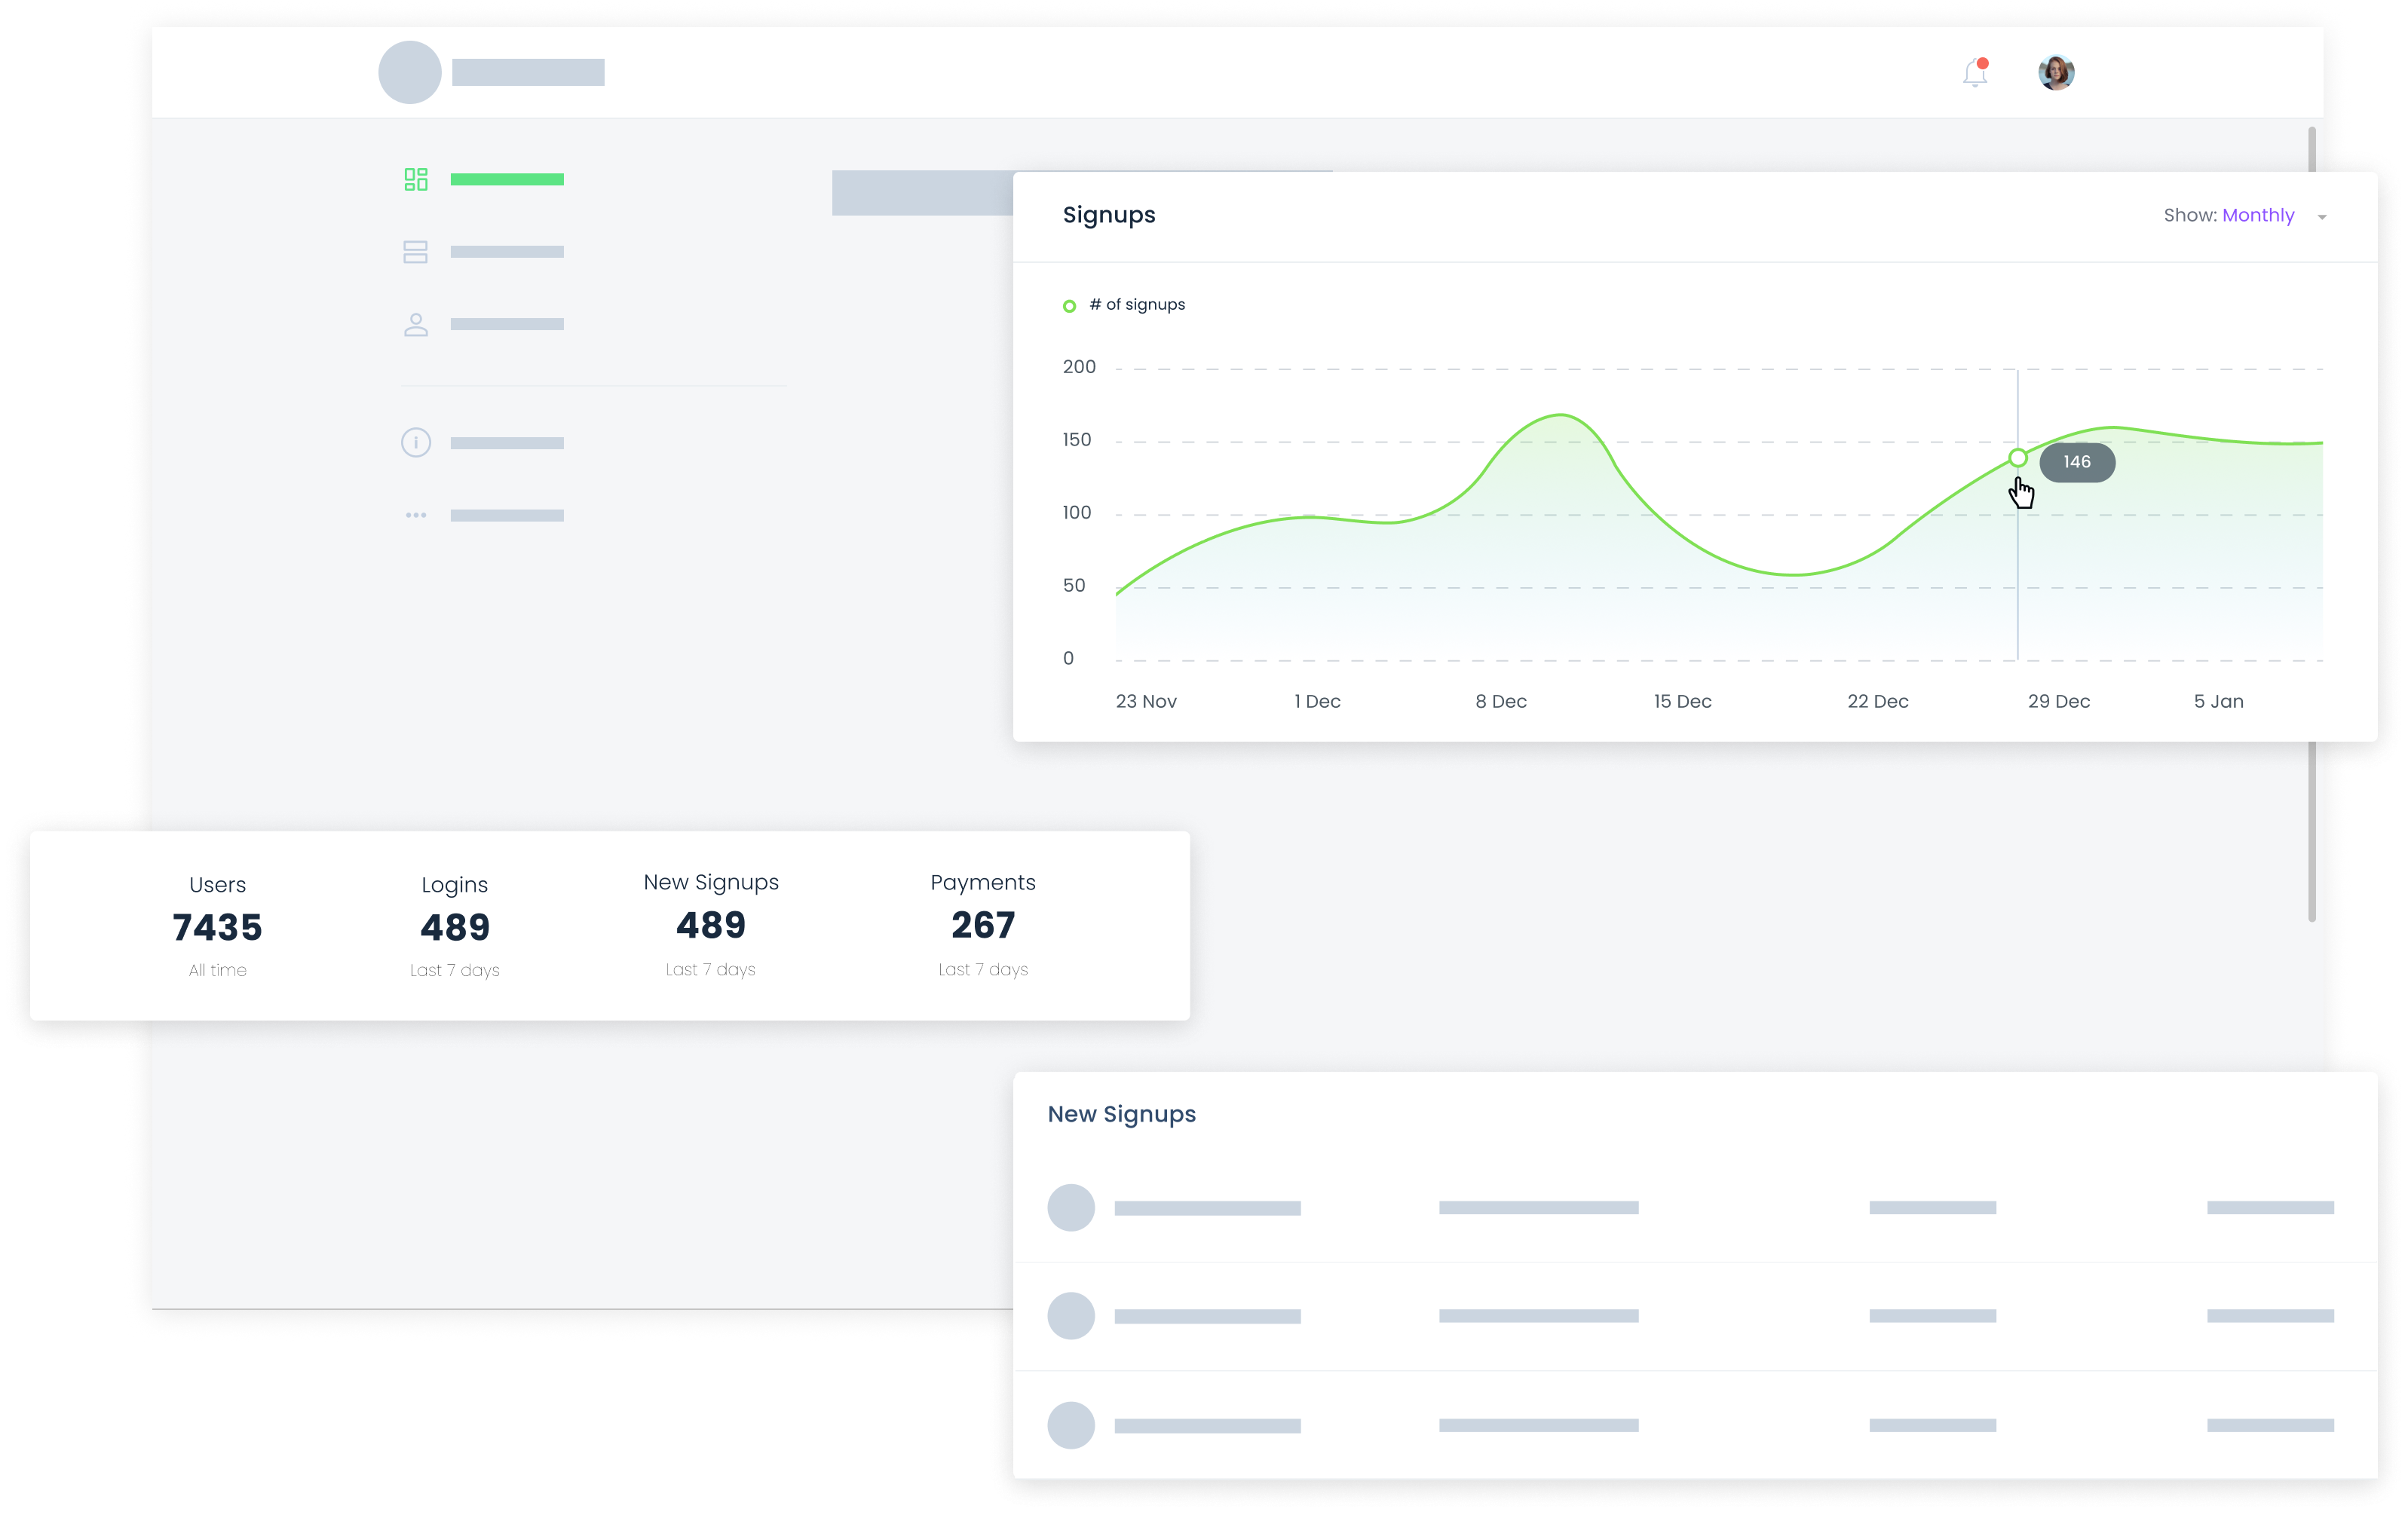 Signups
Show: Monthly
# of signups
200
150
146
100
50
0
23 Nov 1 Dec 8 Dec 15 Dec 22 Dec 29 Dec 5 Jan
Users Logins New Signups Payments
7435 489 489 267
All time Last 7 days Last 7 days Last 7 days
New Signups